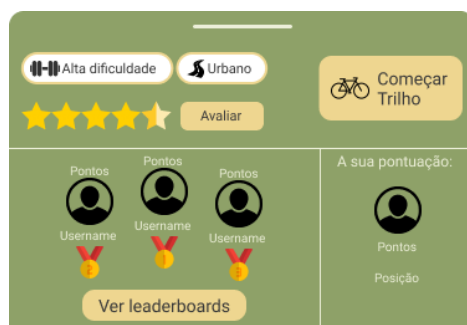 Alta dificuldade
Urbano
Começar
Trilho
Avaliar
Pontos
Pontos
Pontos
Username
Username
Username
Ver leaderboards
A sua pontuação:
Pontos
Posição